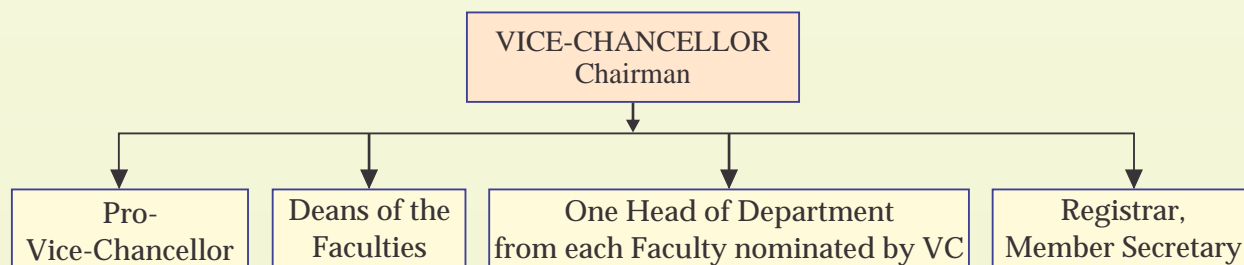 VICE-CHANCELLOR
Chairman
Pro-
Vice-Chancellor
Deans of the
Faculties
One Head of Department
from each Faculty nominated by VC
Registrar,
Member Secretary